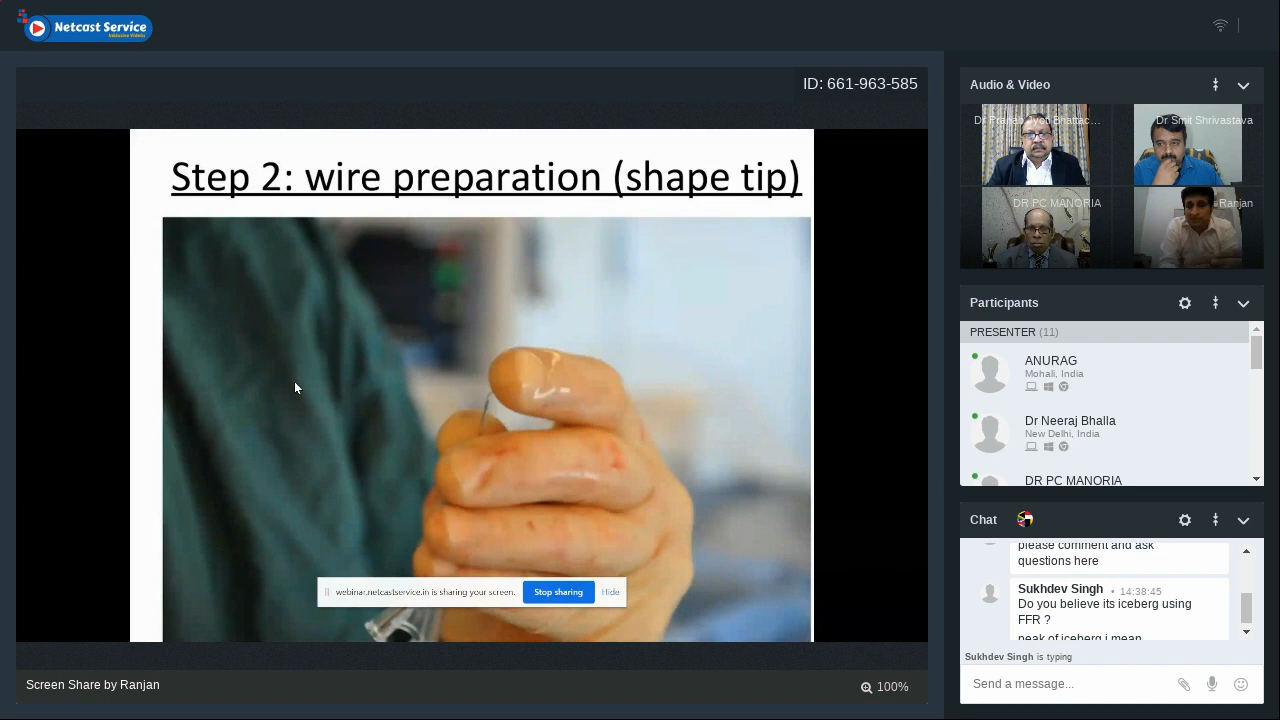 Netcast Service
ID: 661-963-585
Step 2: wire preparation (shape tip)
webinar.netcastservice.in is sharing your screen.
Stop sharing
Hide
Screen Share by Ranjan
100%
Audio & Video
Dr Pranab Jyoti Bhattac...
Dr Smit Shrivastava
DR PC MANORIA
Ranjan
Participants
PRESENTER (11)
ANURAG
Mohali, India
Dr Neeraj Bhalla
New Delhi, India
DR PC MANORIA
Chat
please comment and ask
questions here
Sukhdev Singh • 14:38:45
Do you believe its iceberg using
FFR ?
peak of iceberg i mean
Sukhdev Singh is typing
Send a message...